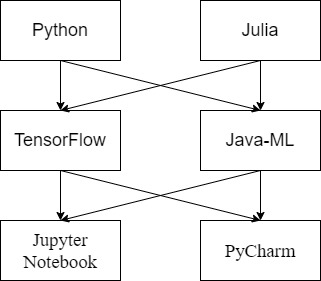 Python
Julia
TensorFlow
Java-ML
Jupyter
Notebook
PyCharm